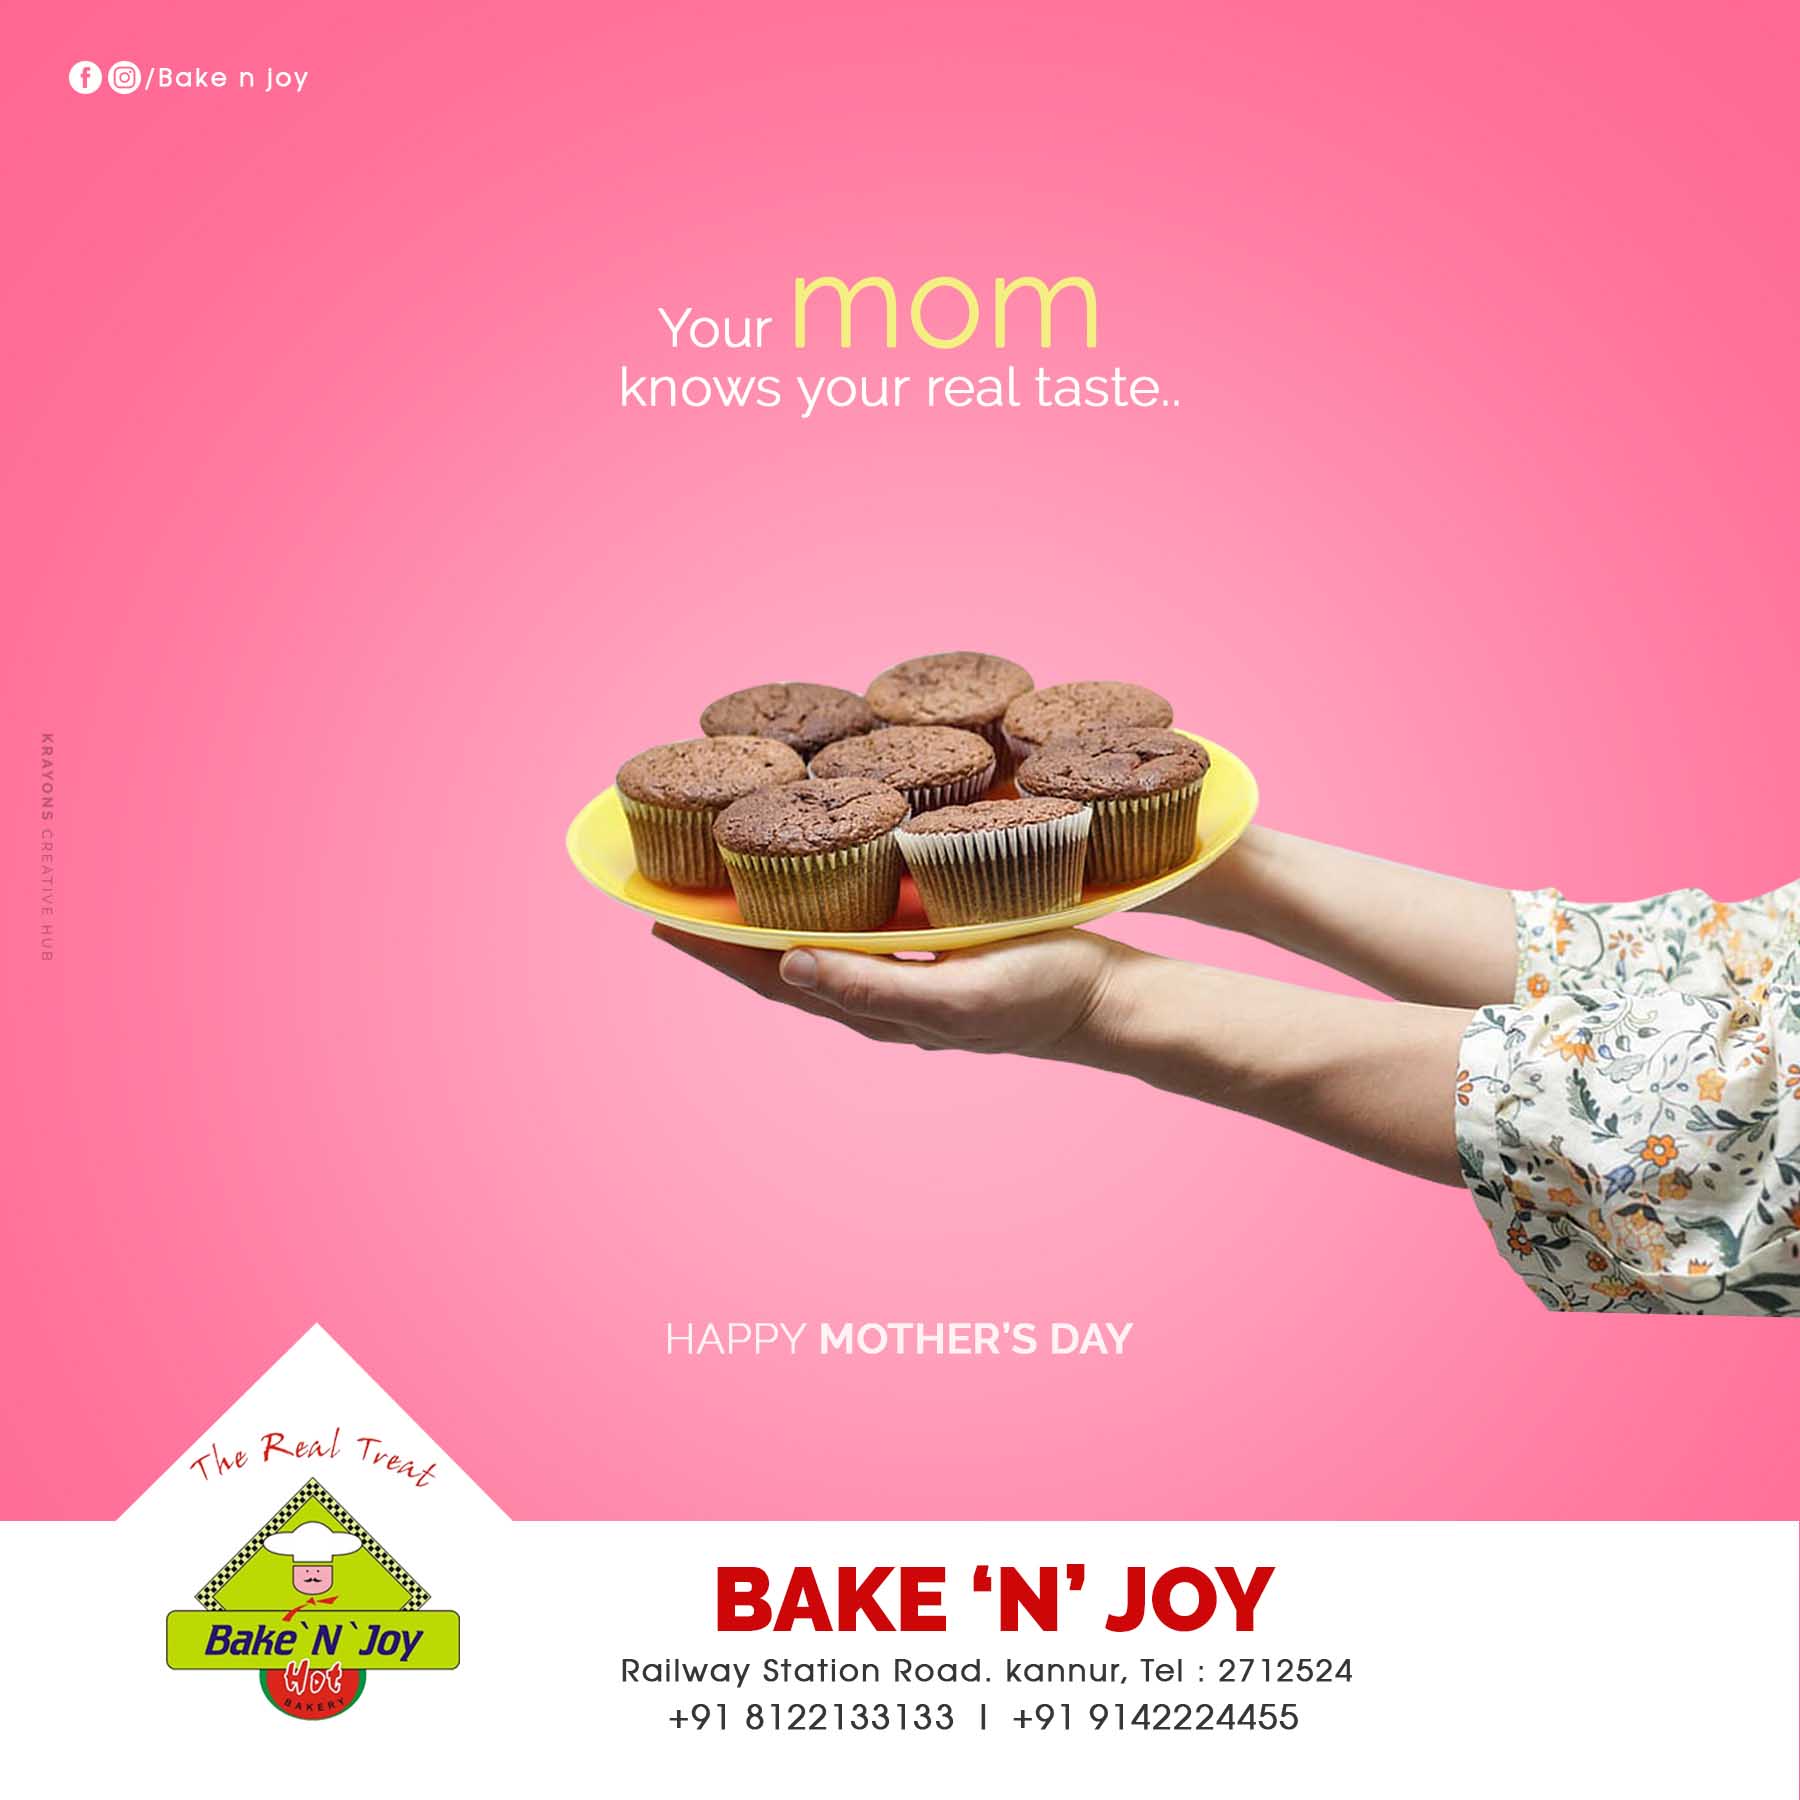 /Bake n joy
Your mom
knows your real taste..
KRAYONS CREATIVE HUB
HAPPY MOTHER'S DAY
The Real Treat
Bake`N`Joy
Hot
BAKERY
BAKE ‘N’ JOY
Railway Station Road. kannur, Tel : 2712524
+91 8122133133 | +91 9142224455